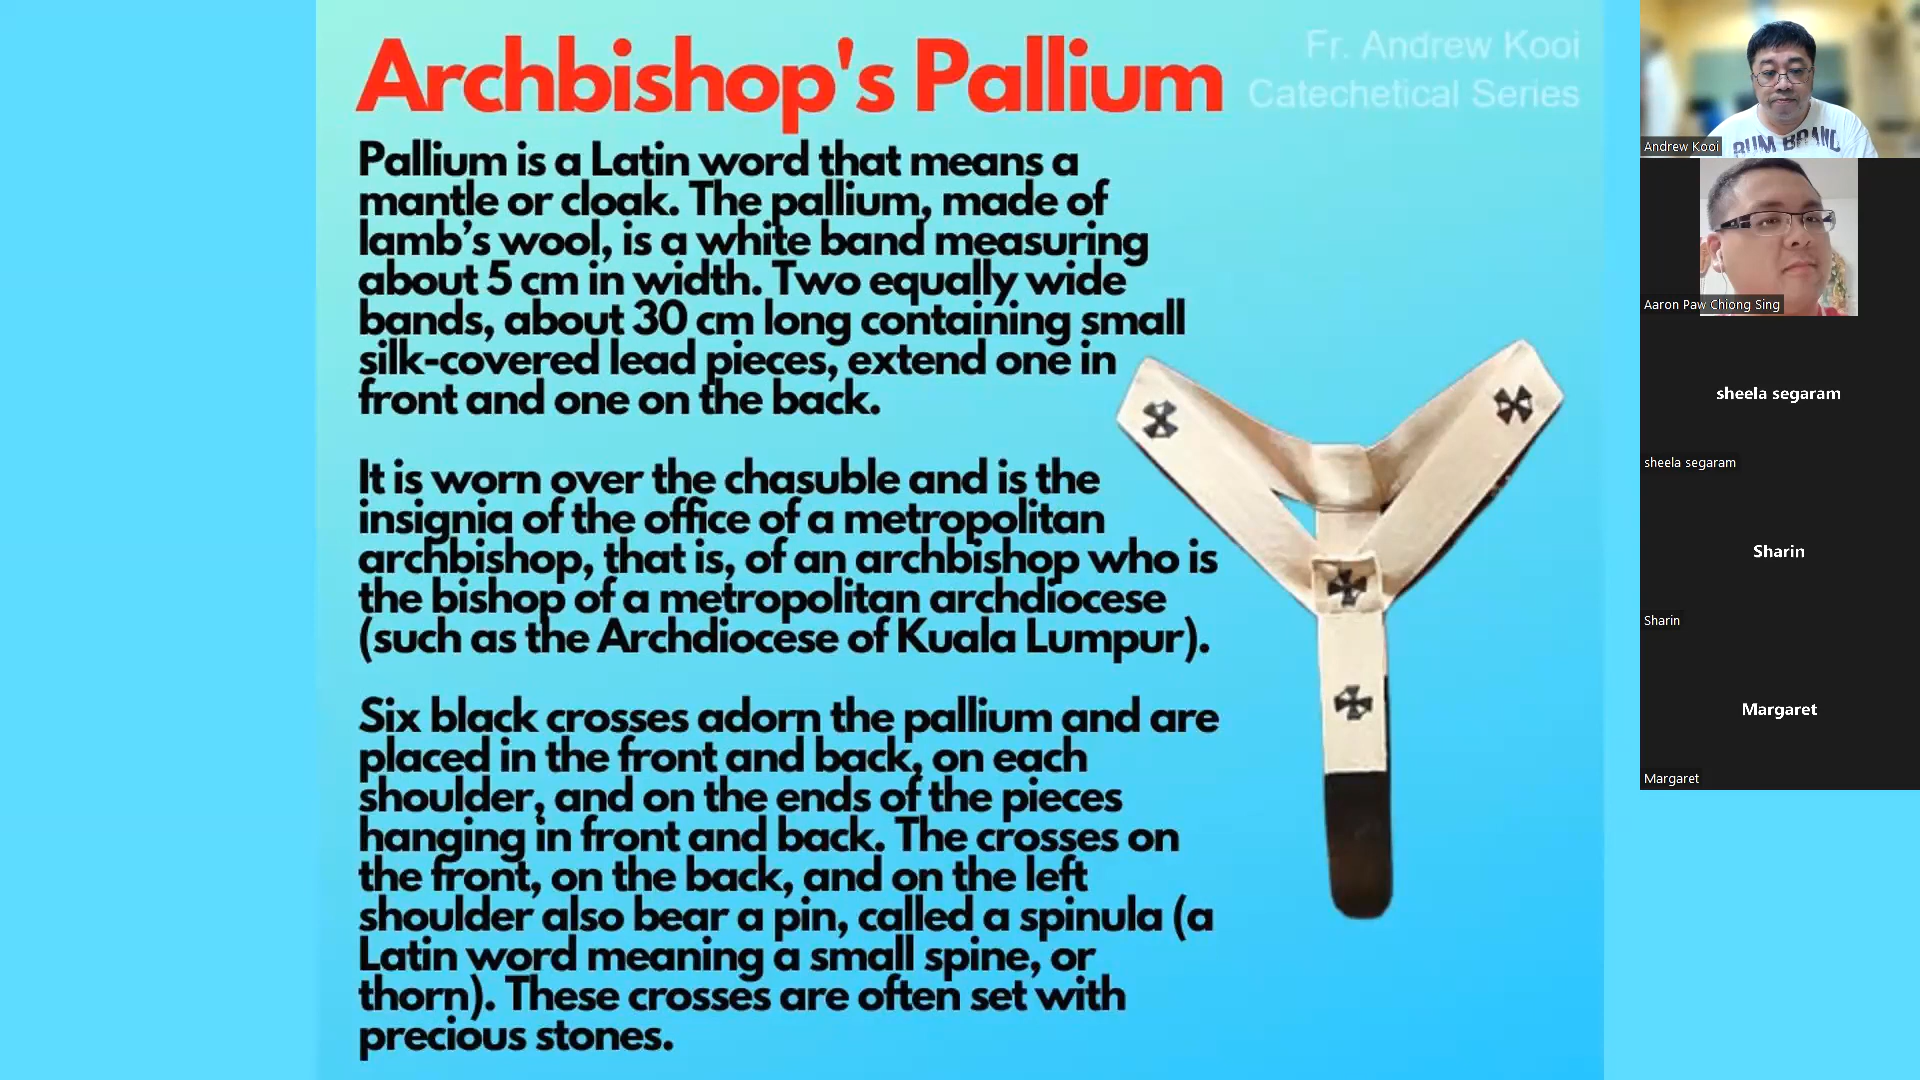 Archbishop's Pallium
Fr. Andrew Kooi
Catechetical Series
Pallium is a Latin word that means a
mantle or cloak. The pallium, made of
lamb’s wool, is a white band measuring
about 5 cm in width. Two equally wide
bands, about 30 cm long containing small
silk-covered lead pieces, extend one in
front and one on the back.
It is worn over the chasuble and is the
insignia of the office of a metropolitan
archbishop, that is, of an archbishop who is
the bishop of a metropolitan archdiocese
(such as the Archdiocese of Kuala Lumpur).
Six black crosses adorn the pallium and are
placed in the front and back, on each
shoulder, and on the ends of the pieces
hanging in front and back. The crosses on
the front, on the back, and on the left
shoulder also bear a pin, called a spinula (a
Latin word meaning a small spine, or
thorn). These crosses are often set with
precious stones.
BUM BRAND
Andrew Kooi
Aaron Paw Chiong Sing
sheela segaram
sheela segaram
Sharin
Sharin
Margaret
Margaret